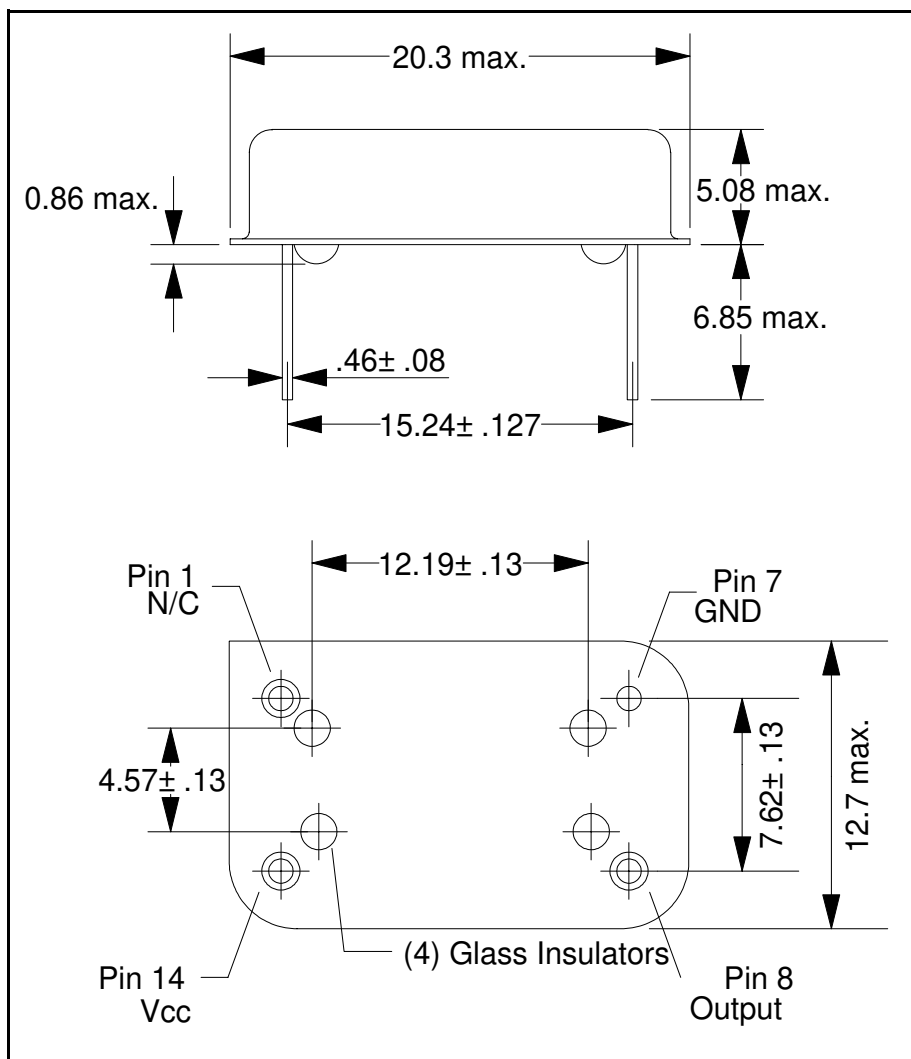 20.3 max.
0.86 max.
5.08 max.
6.85 max.
.46± .08
15.24± .127
12.19± .13
Pin 1
N/C
Pin 7
GND
4.57± .13
7.62± .13
12.7 max.
(4) Glass Insulators
Pin 14
Vcc
Pin 8
Output